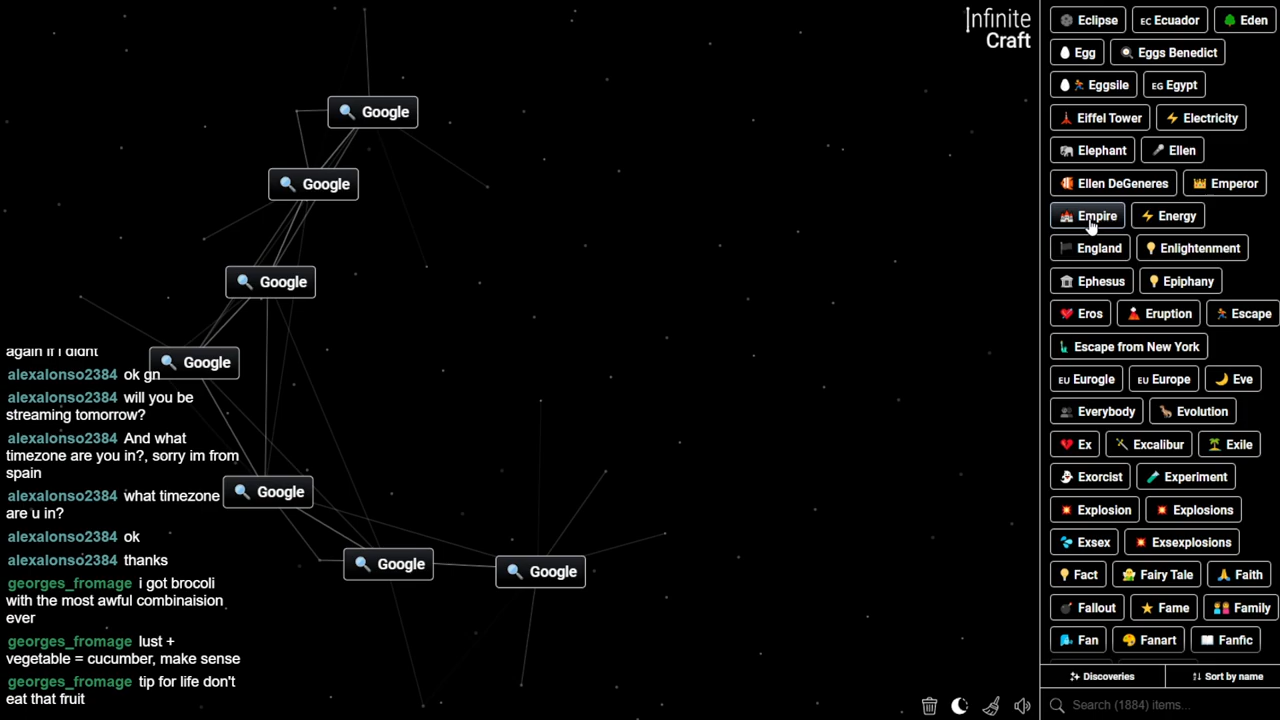 Infinite
Craft
Google
Google
Google
Google
Google
Google
Google
again if i didnt
alexalonso2384 ok gn
alexalonso2384 will you be
streaming tomorrow?
alexalonso2384 And what
timezone are you in?, sorry im from
spain
alexalonso2384 what timezone
are u in?
alexalonso2384 ok
alexalonso2384 thanks
georges_fromage i got brocoli
with the most awful combinaision
ever
georges_fromage lust +
vegetable = cucumber, make sense
georges_fromage tip for life don't
eat that fruit
Eclipse EC Ecuador Eden
Egg Eggs Benedict
Eggsile EG Egypt
Eiffel Tower Electricity
Elephant Ellen
Ellen DeGeneres Emperor
Empire Energy
England Enlightenment
Ephesus Epiphany
Eros Eruption Escape
Escape from New York
EU Eurogle EU Europe Eve
Everybody Evolution
Ex Excalibur Exile
Exorcist Experiment
Explosion Explosions
Exsex Exsexplosions
Fact Fairy Tale Faith
Fallout Fame Family
Fan Fanart Fanfic
Discoveries Sort by name
Search (1884) items...